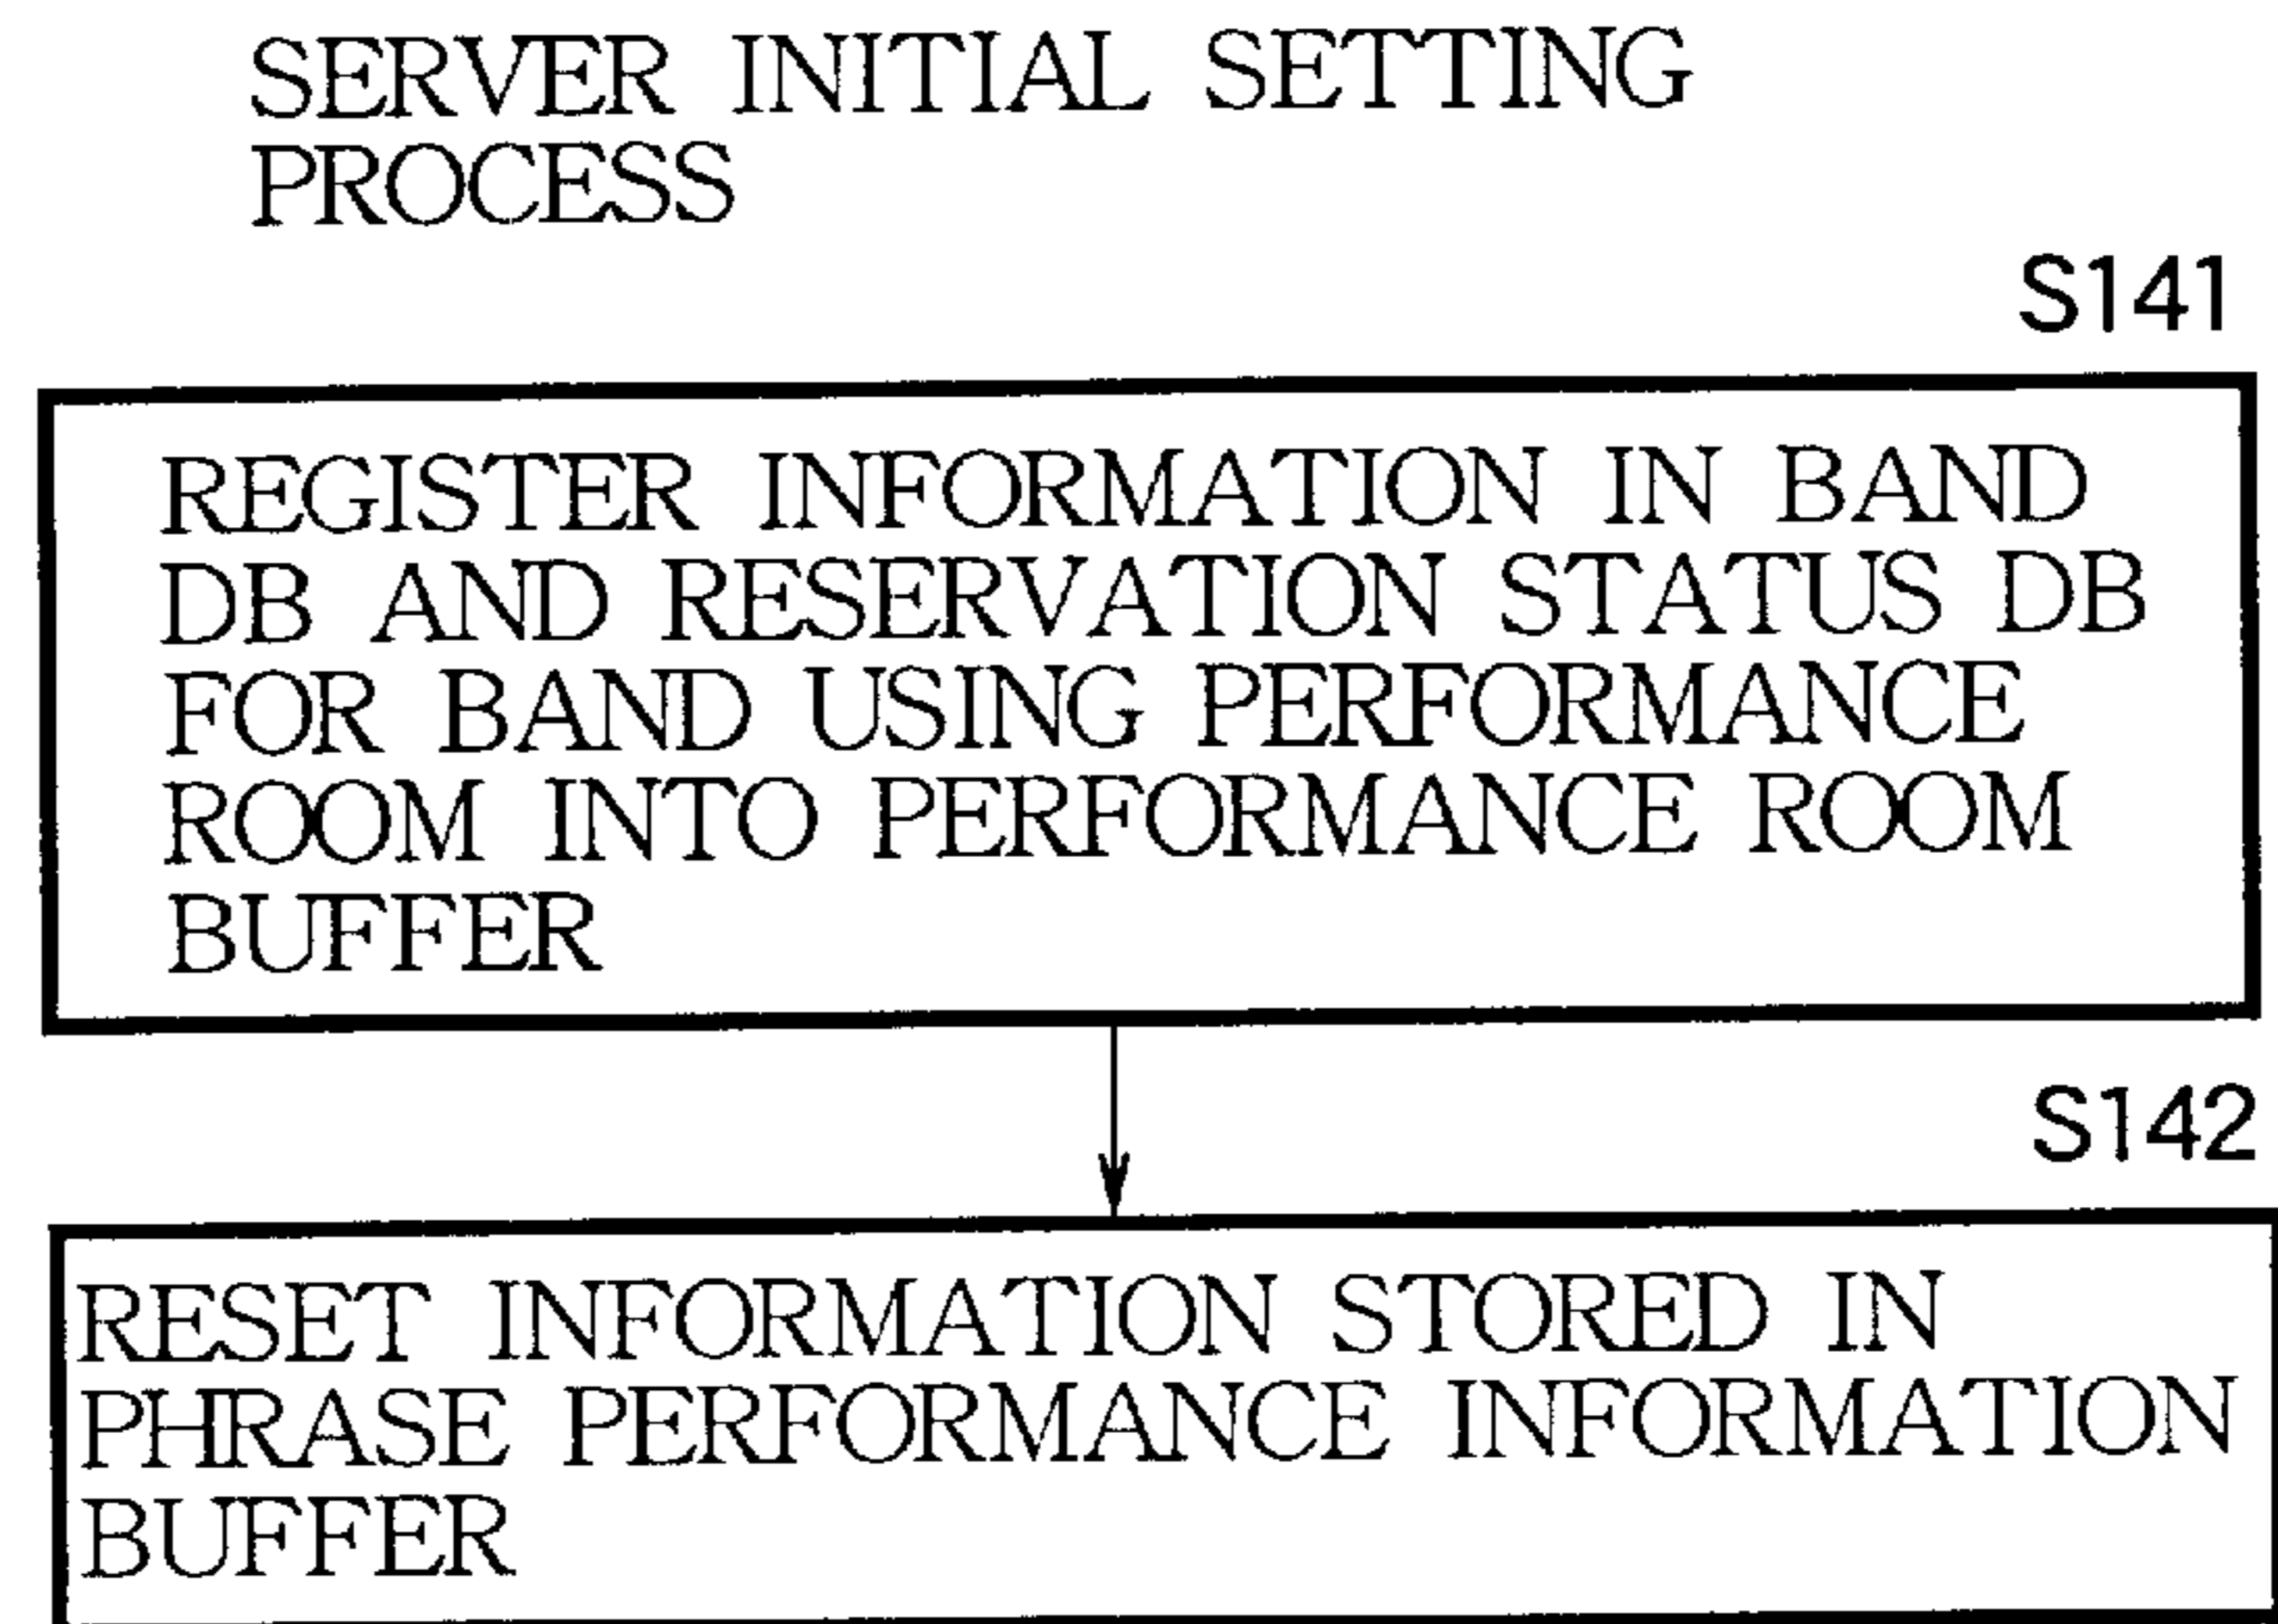 SERVER INITIAL SETTING
PROCESS
S141
REGISTER INFORMATION IN BAND
DB AND RESERVATION STATUS DB
FOR BAND USING PERFORMANCE
ROOM INTO PERFORMANCE ROOM
BUFFER
S142
RESET INFORMATION STORED IN
PHRASE PERFORMANCE INFORMATION
BUFFER